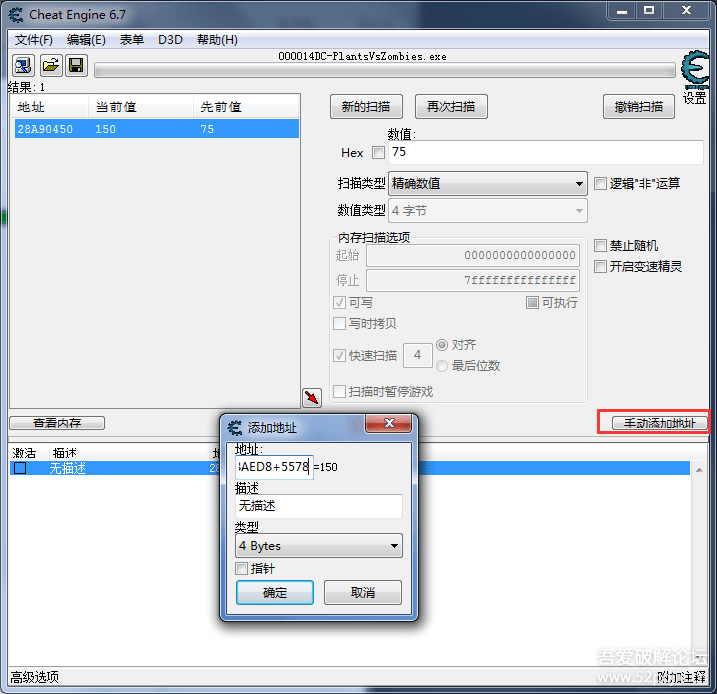 Cheat Engine 6.7
文件(F) 编辑(E) 表单 D3D 帮助(H)
000014DC-PlantsVsZombies.exe
设置
结果: 1
地址 当前值 先前值
28A90450 150 75
新的扫描 再次扫描 撤销扫描
数值:
Hex 75
扫描类型 精确数值 逻辑"非"运算
数值类型 4 字节
内存扫描选项
起始 0000000000000000
停止 7fffffffffffffff
禁止随机
开启变速精灵
可写 可执行
写时拷贝
快速扫描 4 对齐
最后位数
扫描时暂停游戏
查看内存 手动添加地址
激活 描述
无描述
添加地址
地址:
AED8+5578 =150
描述
无描述
类型
4 Bytes
指针
确定 取消
高级选项 附加注释
吾爱破解论坛